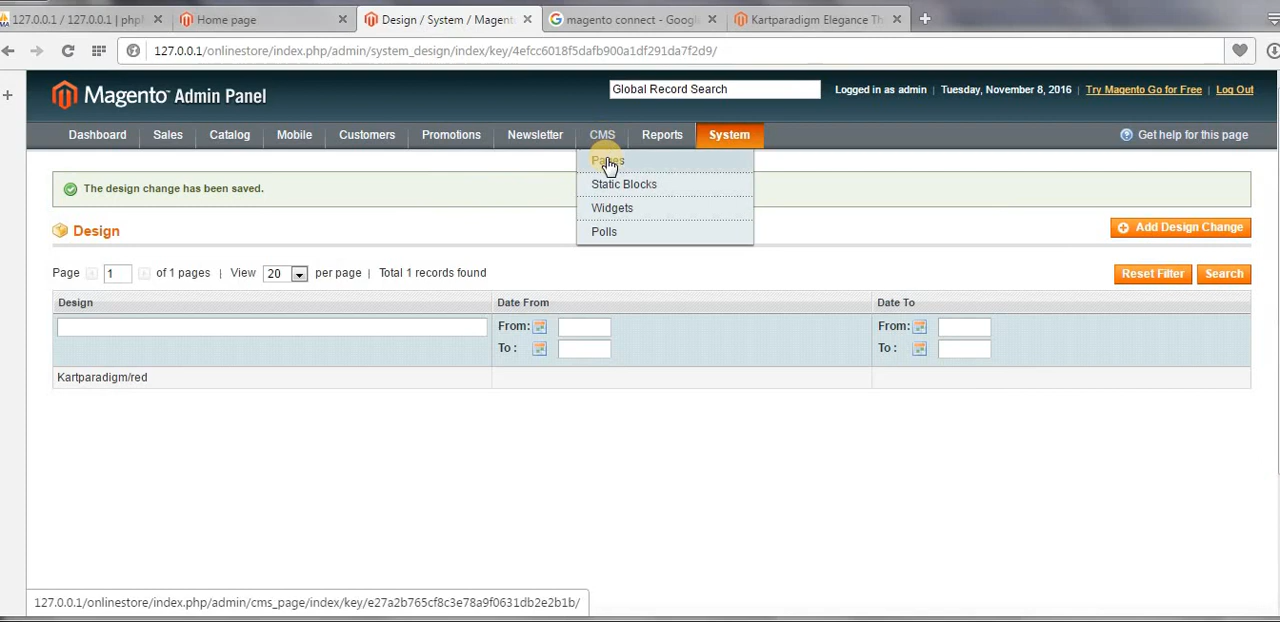 127.0.0.1 / 127.0.0.1 | ph
Home page
Design / System / Magent
magento connect - Goog
Kartparadigm Elegance Th
127.0.0.1/onlinestore/index.php/admin/system_design/index/key/4efcc6018f5dafb900a1df291da7f2d9/
Magento Admin Panel
Global Record Search
Logged in as admin | Tuesday, November 8, 2016 | Try Magento Go for Free | Log Out
Dashboard Sales Catalog Mobile Customers Promotions Newsletter CMS Reports System
Get help for this page
Pages
Static Blocks
Widgets
Polls
The design change has been saved.
Design
Add Design Change
Page 1 of 1 pages | View 20 per page | Total 1 records found
Reset Filter Search
Design Date From Date To
From: From:
To : To :
Kartparadigm/red
127.0.0.1/onlinestore/index.php/admin/cms_page/index/key/e27a2b765cf8c3e78a9f0631db2e2b1b/